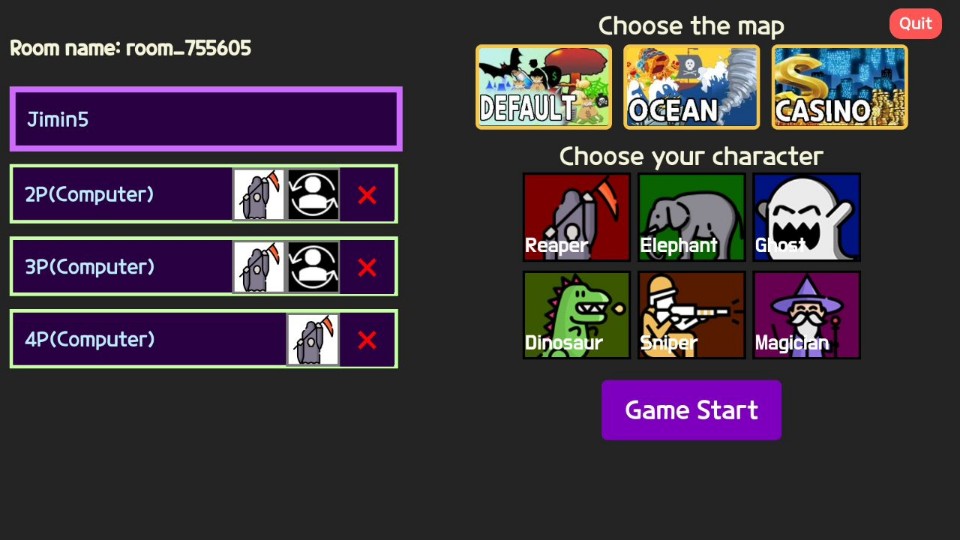 Room name: room_755605
Jimin5
2P(Computer)
3P(Computer)
4P(Computer)
Choose the map
Quit
DEFAULT
OCEAN
CASINO
Choose your character
Reaper
Elephant
Ghost
Dinosaur
Sniper
Magician
Game Start